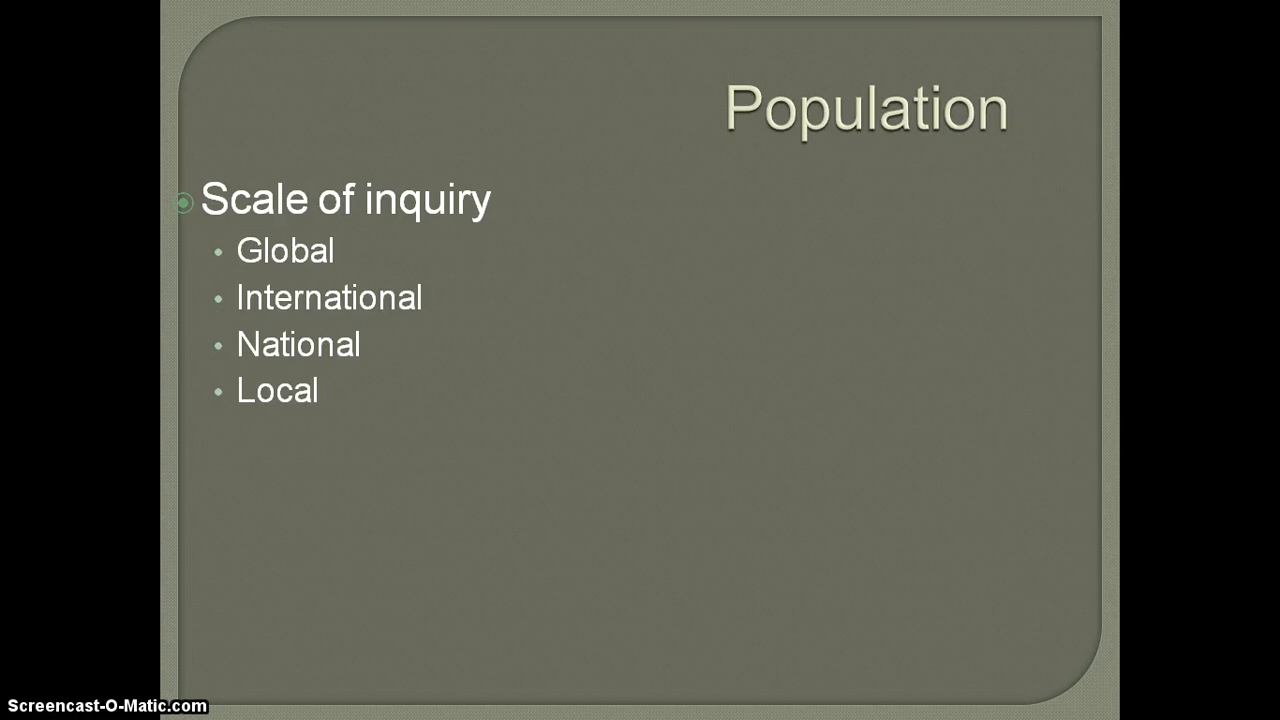 Population
Scale of inquiry
Global
International
National
Local
Screencast-O-Matic.com